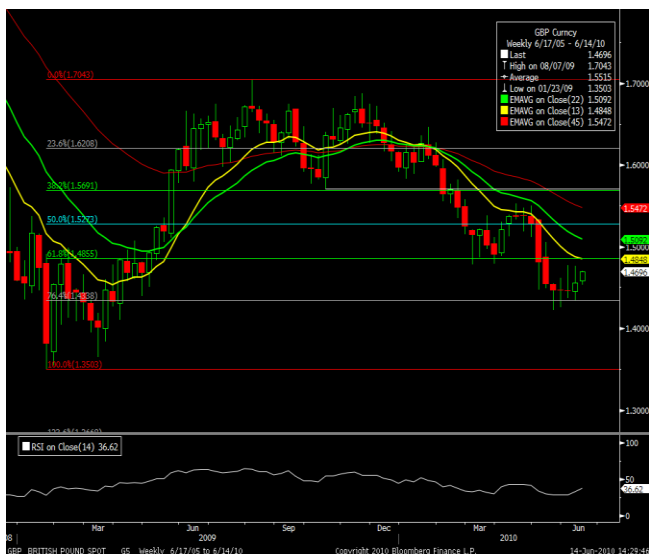 GBP Curncy
Weekly 6/17/05 - 6/14/10
Last 1.4696
High on 08/07/09 1.7043
Average 1.5515
Low on 01/23/09 1.3503
EMAVG on Close(22) 1.5092
EMAVG on Close(13) 1.4848
EMAVG on Close(45) 1.5472
0.0%(1.7043)
1.7000
23.6%(1.6208)
1.6000
38.2%(1.5691)
50.0%(1.5273)
1.5472
1.5092
1.5000
61.8%(1.4855)
1.4848
1.4696
76.4%(1.4338)
1.4000
100.0%(1.3503)
1.3000
RSI on Close(14) 36.62
100
50
36.62
0
Mar Jun Sep Dec Mar Jun
2009 2010
GBP BRITISH POUND SPOT G5 Weekly 6/17/05 to 6/14/10 Copyright 2010 Bloomberg Finance L.P. 14-Jun-2010 14:29:46